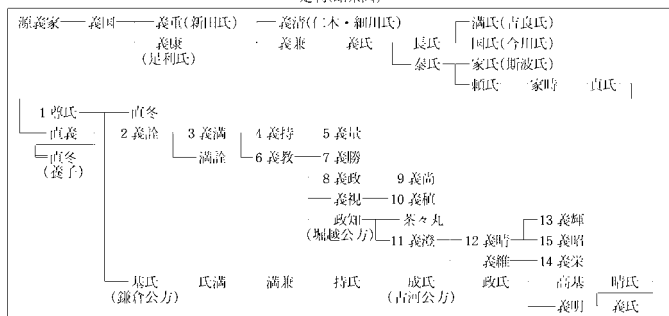 源義家 義国 義重(新田氏) 義清(仁木・細川氏) 満氏(吉良氏)
義康 義兼 義氏 長氏 国氏(今川氏)
(足利氏) 泰氏 家氏(斯波氏)
頼氏 家時 貞氏
1 尊氏 直冬
直義 2 義詮 3 義満 4 義持 5 義量
直冬 満詮 6 義教 7 義勝
(養子)
8 義政 9 義尚
義視 10 義稙
政知 茶々丸 13 義輝
(堀越公方) 11 義澄 12 義晴 15 義昭
義維 14 義栄
基氏 氏満 満兼 持氏 成氏 政氏 高基 晴氏
(鎌倉公方) (古河公方) 義明 義氏